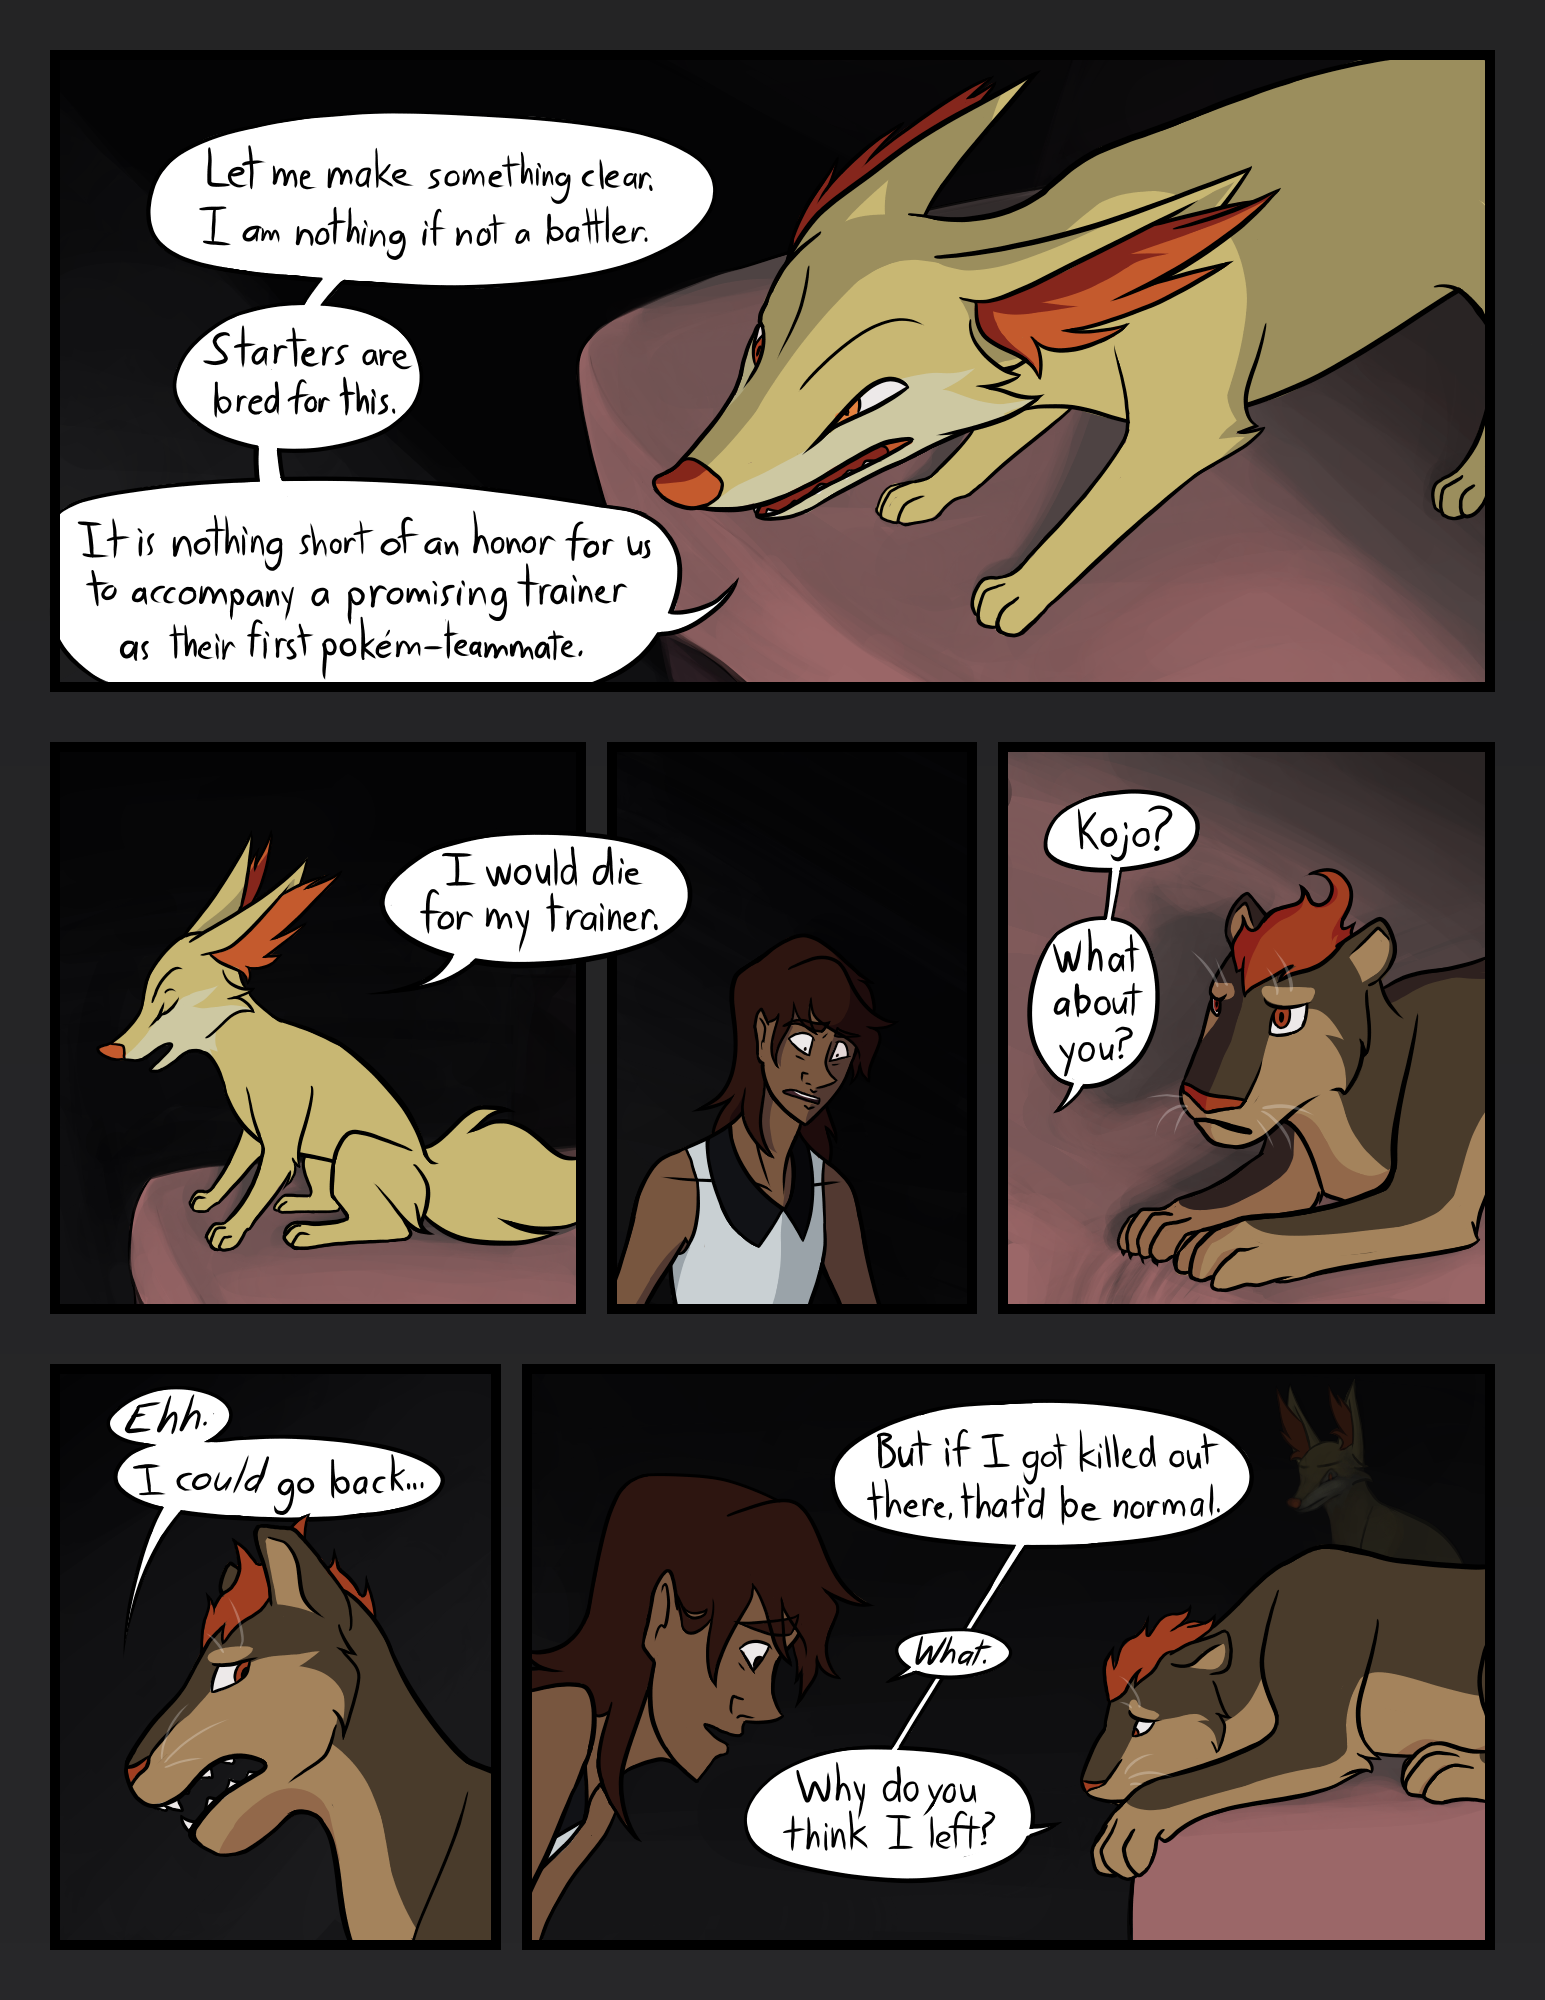 Let me make something clear.
I am nothing if not a battler.
Starters are
bred for this.
It is nothing short of an honor for us
to accompany a promising trainer
as their first pokém-teammate.
I would die
for my trainer.
Kojo?
What
about
you?
Ehh.
I could go back...
But if I got killed out
there, that'd be normal.
What.
Why do you
think I left?